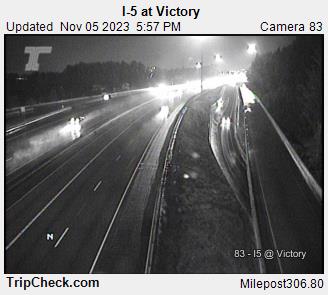 I-5 at Victory
Updated Nov 05 2023 5:57 PM Camera 83
N
83 - I5 @ Victory
TripCheck.com Milepost306.80